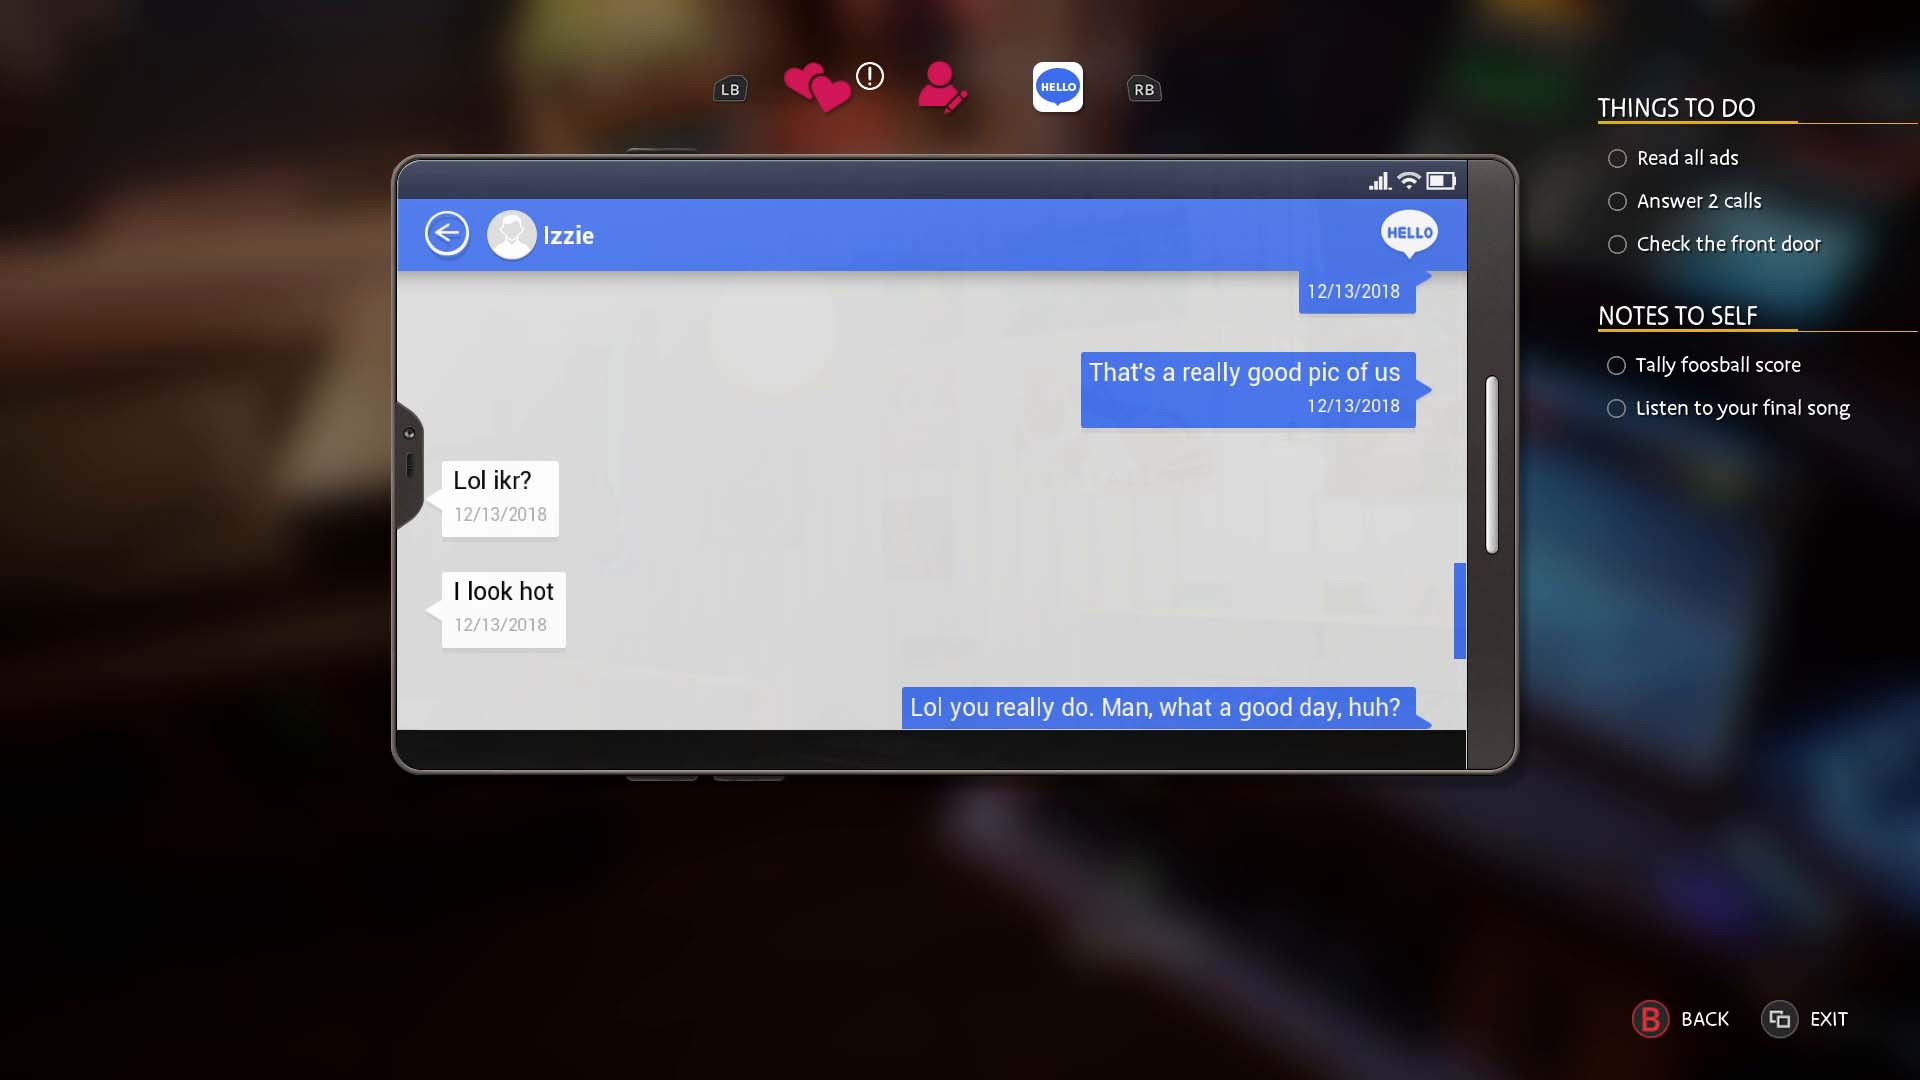 LB
HELLO
RB
THINGS TO DO
Read all ads
Answer 2 calls
Check the front door
NOTES TO SELF
Tally foosball score
Listen to your final song
Izzie
HELLO
12/13/2018
That's a really good pic of us
12/13/2018
Lol ikr?
12/13/2018
I look hot
12/13/2018
Lol you really do. Man, what a good day, huh?
B BACK
EXIT